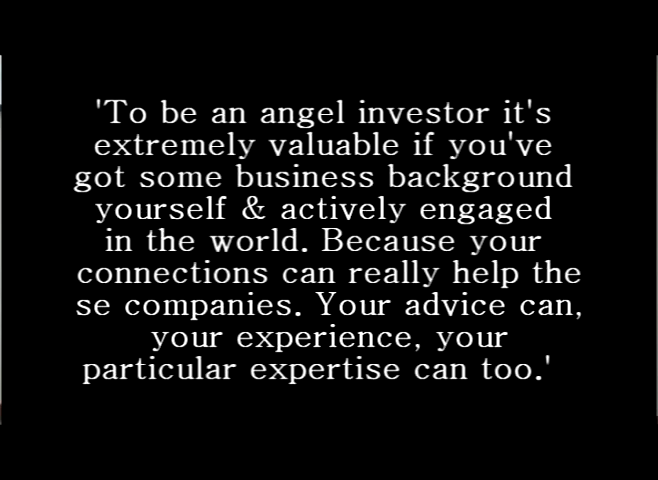 'To be an angel investor it's
extremely valuable if you've
got some business background
yourself & actively engaged
in the world. Because your
connections can really help the
se companies. Your advice can,
your experience, your
particular expertise can too.'